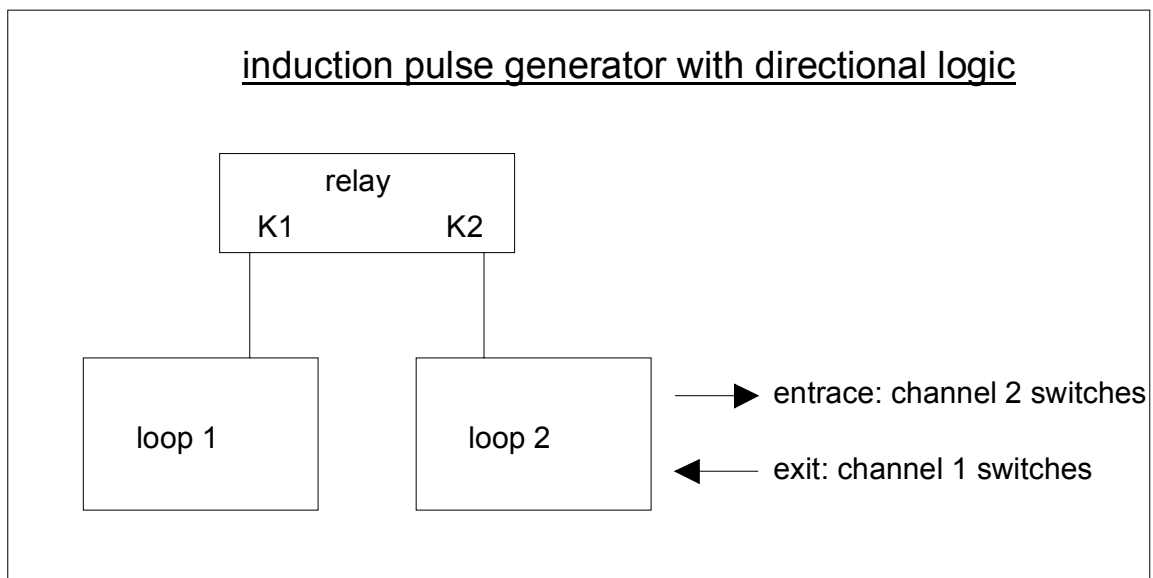 induction pulse generator with directional logic
relay
K1 K2
loop 1
loop 2
entrace: channel 2 switches
exit: channel 1 switches